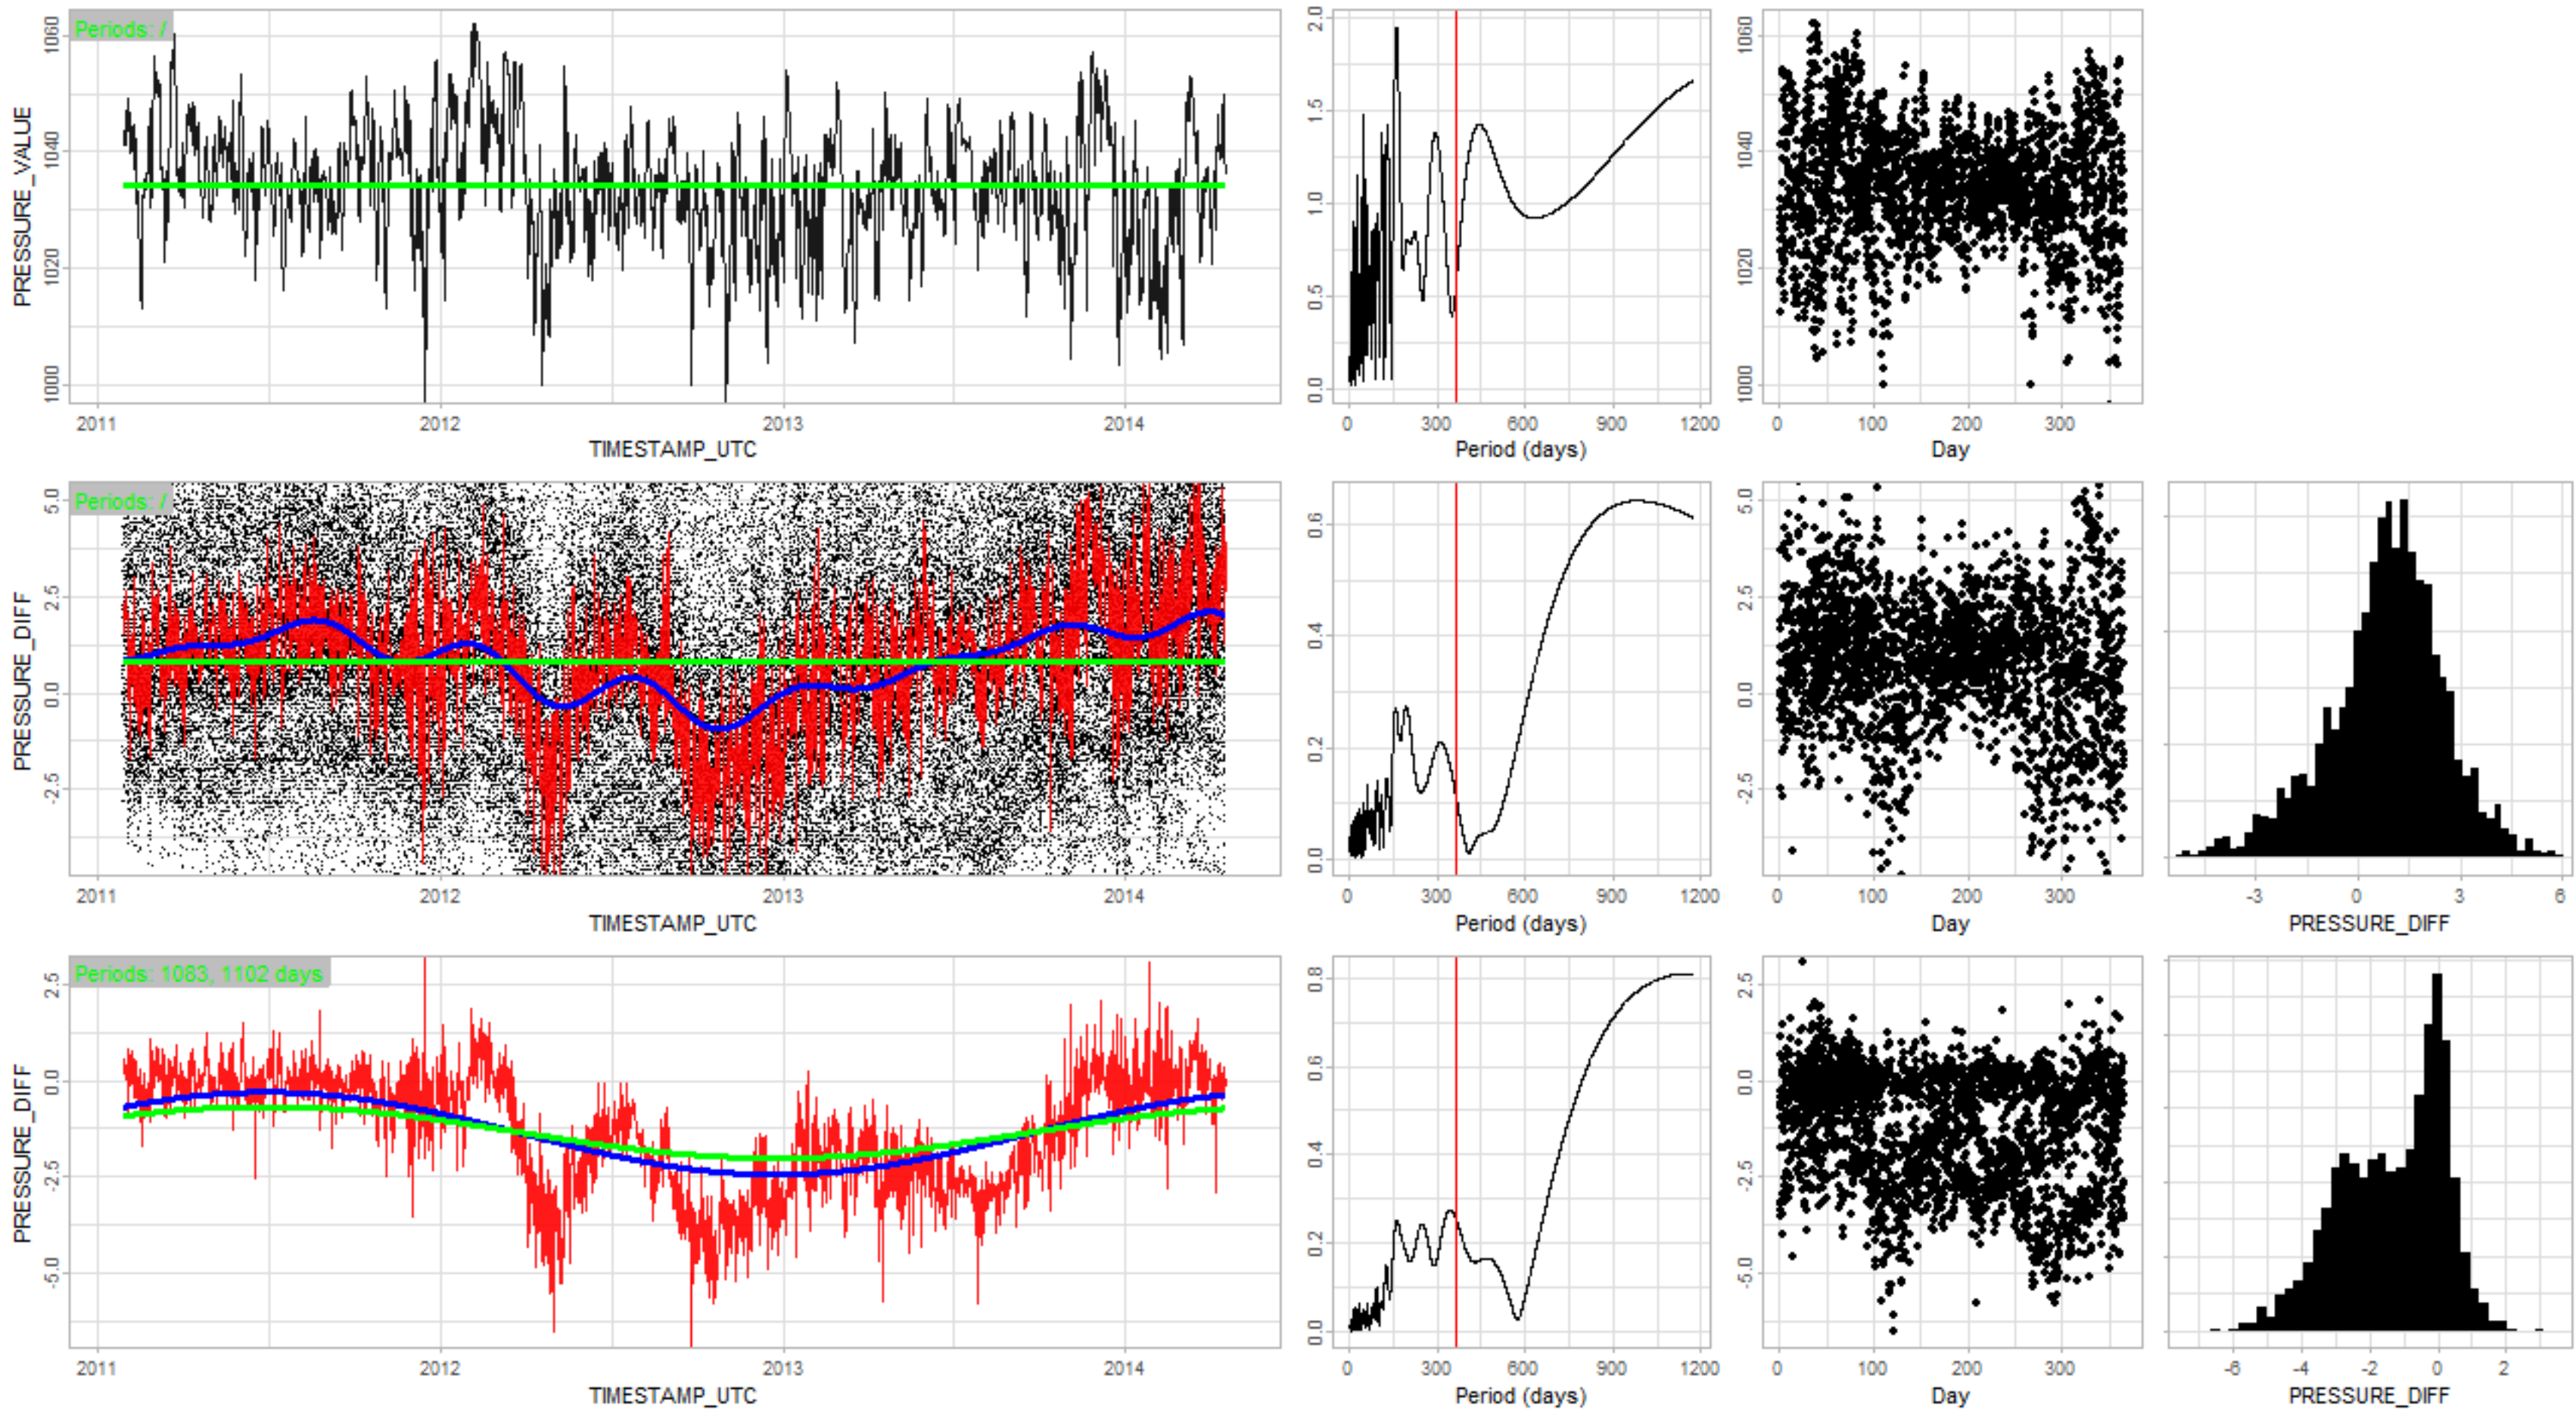 Periods: /
PRESSURE_VALUE
1000 1020 1040 1060
2011 2012 2013 2014
TIMESTAMP_UTC
0.0 0.5 1.0 1.5 2.0
0 300 600 900 1200
Period (days)
1000 1020 1040 1060
0 100 200 300
Day
Periods: /
PRESSURE_DIFF
-2.5 0.0 2.5 5.0
2011 2012 2013 2014
TIMESTAMP_UTC
0.0 0.2 0.4 0.6
0 300 600 900 1200
Period (days)
-2.5 0.0 2.5 5.0
0 100 200 300
Day
-3 0 3 6
PRESSURE_DIFF
Periods: 1083, 1102 days
PRESSURE_DIFF
-5.0 -2.5 0.0 2.5
2011 2012 2013 2014
TIMESTAMP_UTC
0.0 0.2 0.4 0.6 0.8
0 300 600 900 1200
Period (days)
-5.0 -2.5 0.0 2.5
0 100 200 300
Day
-6 -4 -2 0 2
PRESSURE_DIFF